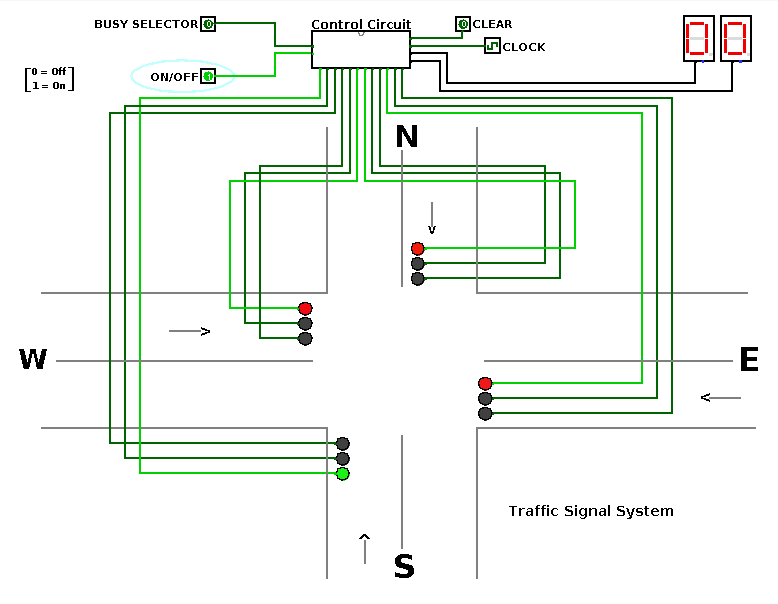 BUSY SELECTOR 0
Control Circuit
0 CLEAR
CLOCK
00
0 = Off
1 = On
ON/OFF 1
N
W
E
Traffic Signal System
S